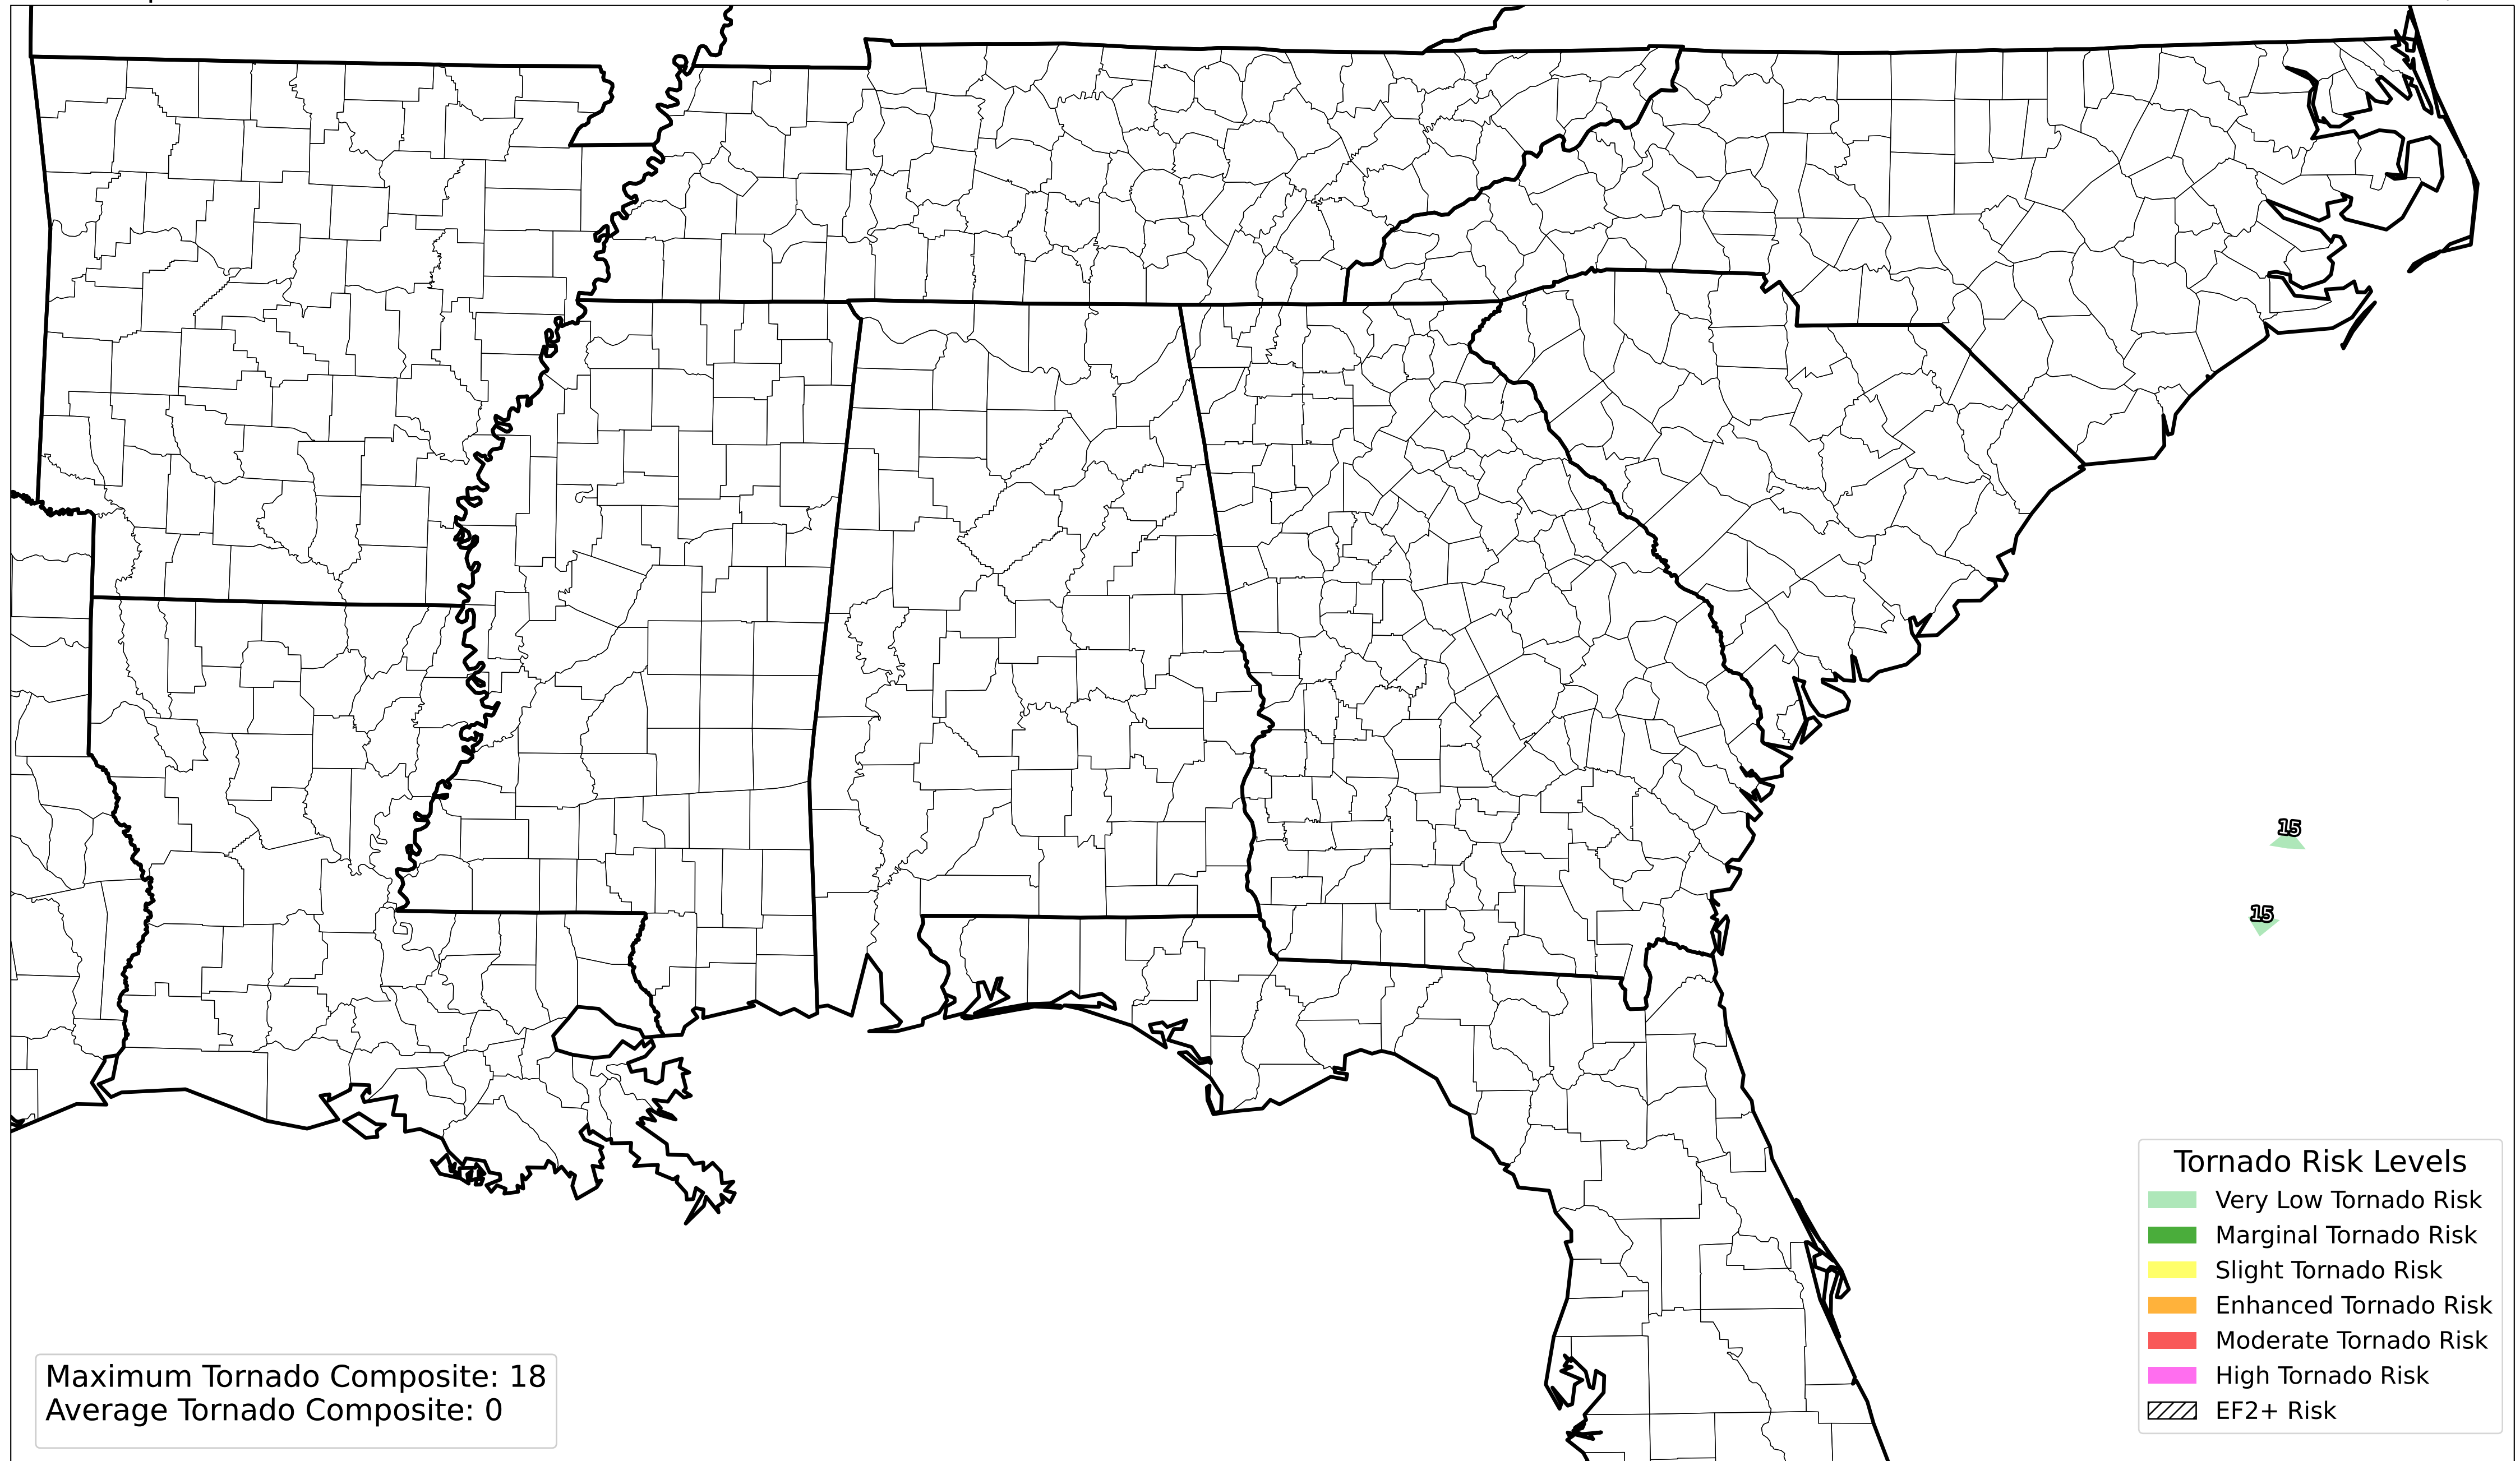 15
15
Tornado Risk Levels
Very Low Tornado Risk
Marginal Tornado Risk
Slight Tornado Risk
Enhanced Tornado Risk
Moderate Tornado Risk
High Tornado Risk
EF2+ Risk
Maximum Tornado Composite: 18
Average Tornado Composite: 0